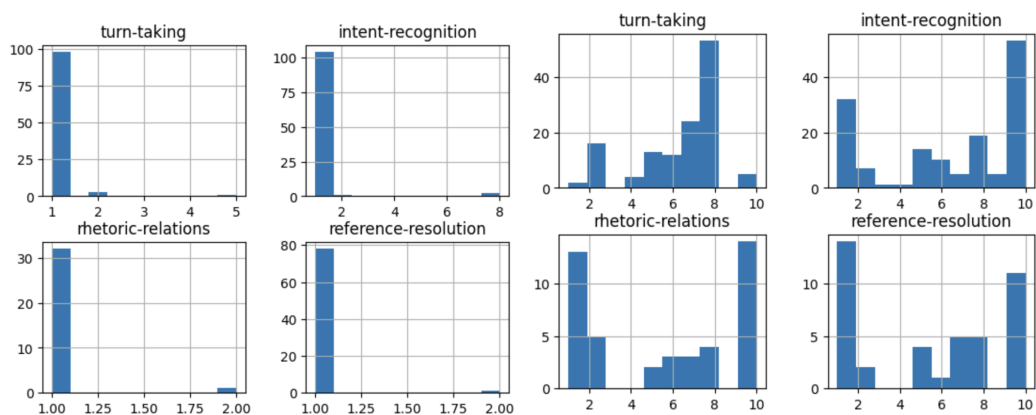 turn-taking
intent-recognition
turn-taking
intent-recognition
100
75
50
25
0
1 2 3 4 5
100
75
50
25
0
2 4 6 8
40
20
0
2 4 6 8 10
40
20
0
2 4 6 8 10
rhetoric-relations
reference-resolution
rhetoric-relations
reference-resolution
30
20
10
0
1.00 1.25 1.50 1.75 2.00
80
60
40
20
0
1.00 1.25 1.50 1.75 2.00
10
5
0
2 4 6 8 10
10
5
0
2 4 6 8 10